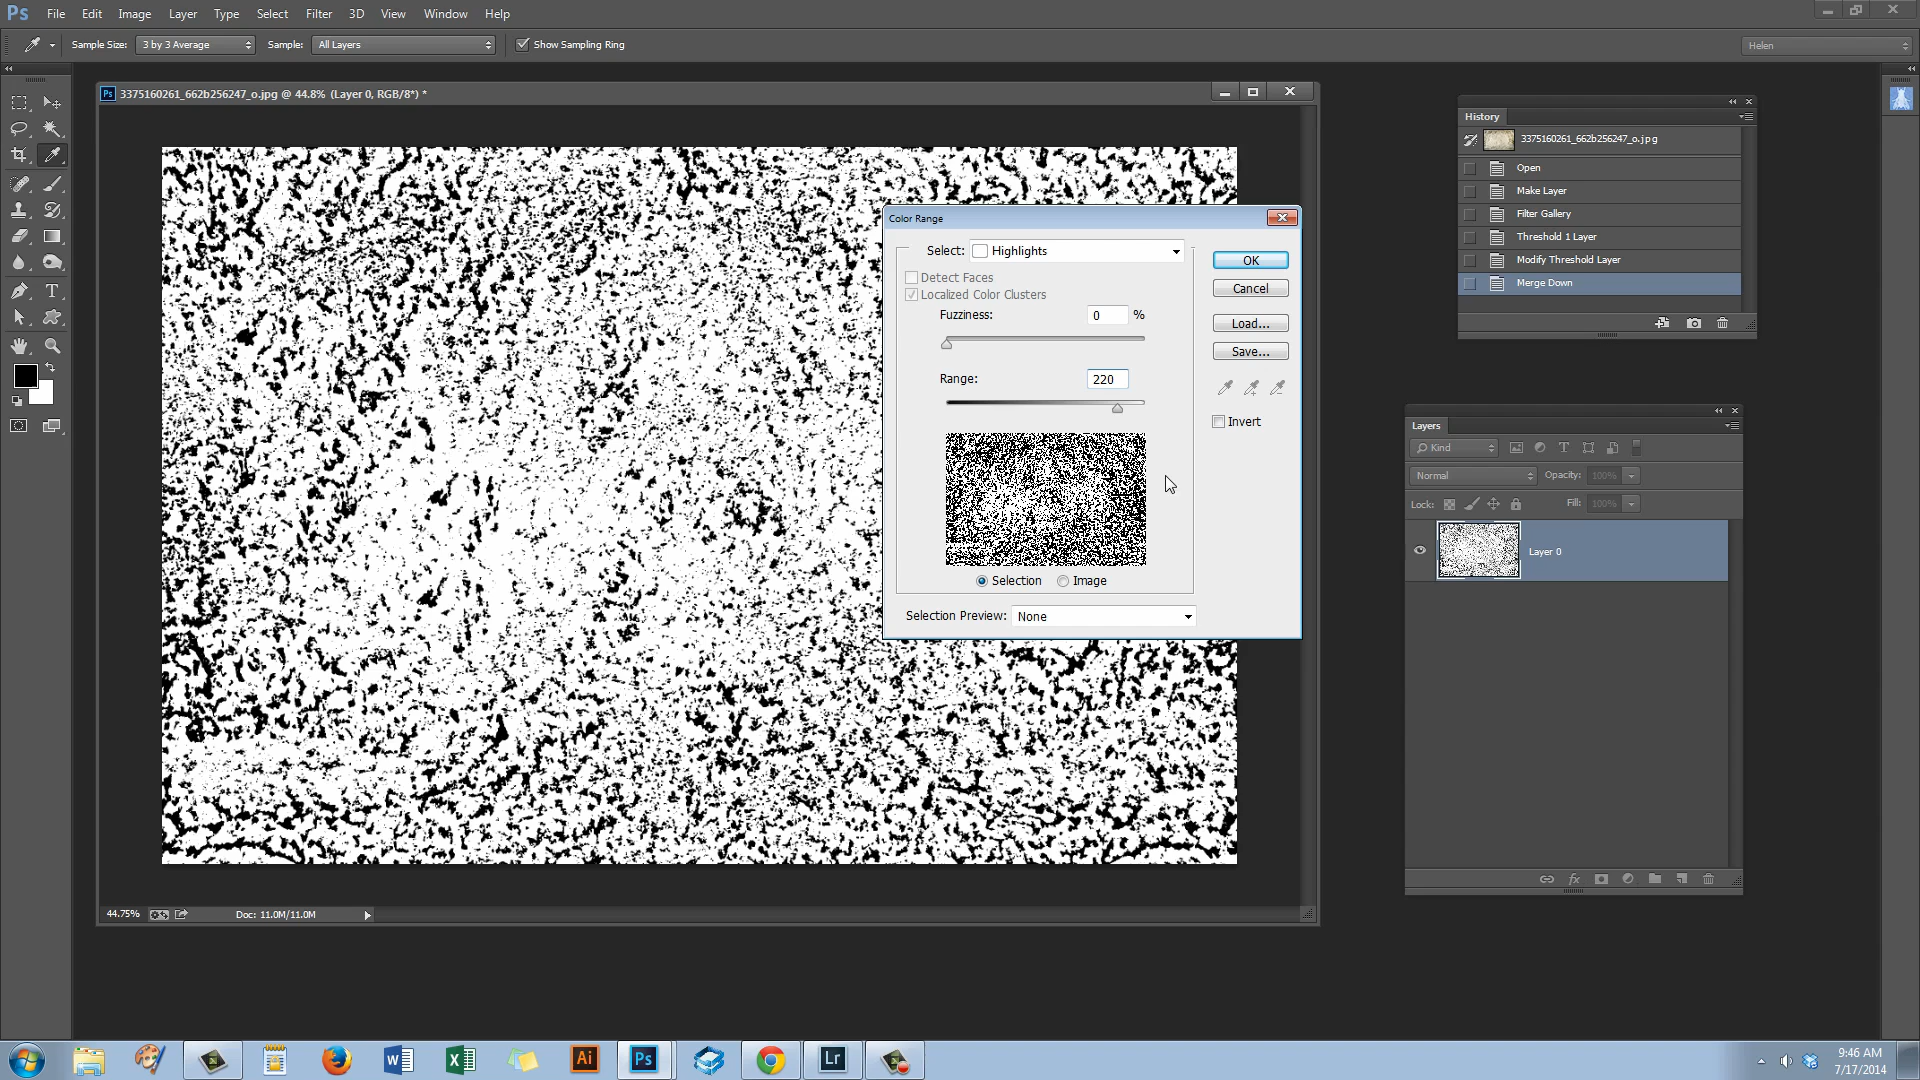 Ps File Edit Image Layer Type Select Filter 3D View Window Help
Sample Size: 3 by 3 Average Sample: All Layers Show Sampling Ring Helen
Ps 3375160261_662b256247_o.jpg @ 44.8% (Layer 0, RGB/8*) *
History
3375160261_662b256247_o.jpg
Open
Make Layer
Filter Gallery
Threshold 1 Layer
Modify Threshold Layer
Merge Down
Color Range
Select: Highlights
Detect Faces
Localized Color Clusters
Fuzziness: 0 %
Range: 220
Selection Image
Selection Preview: None
OK
Cancel
Load...
Save...
Invert
Layers
Kind
Normal Opacity: 100%
Lock: Fill: 100%
Layer 0
fx
44.75% Doc: 11.0M/11.0M
Ai Ps Lr
9:46 AM
7/17/2014